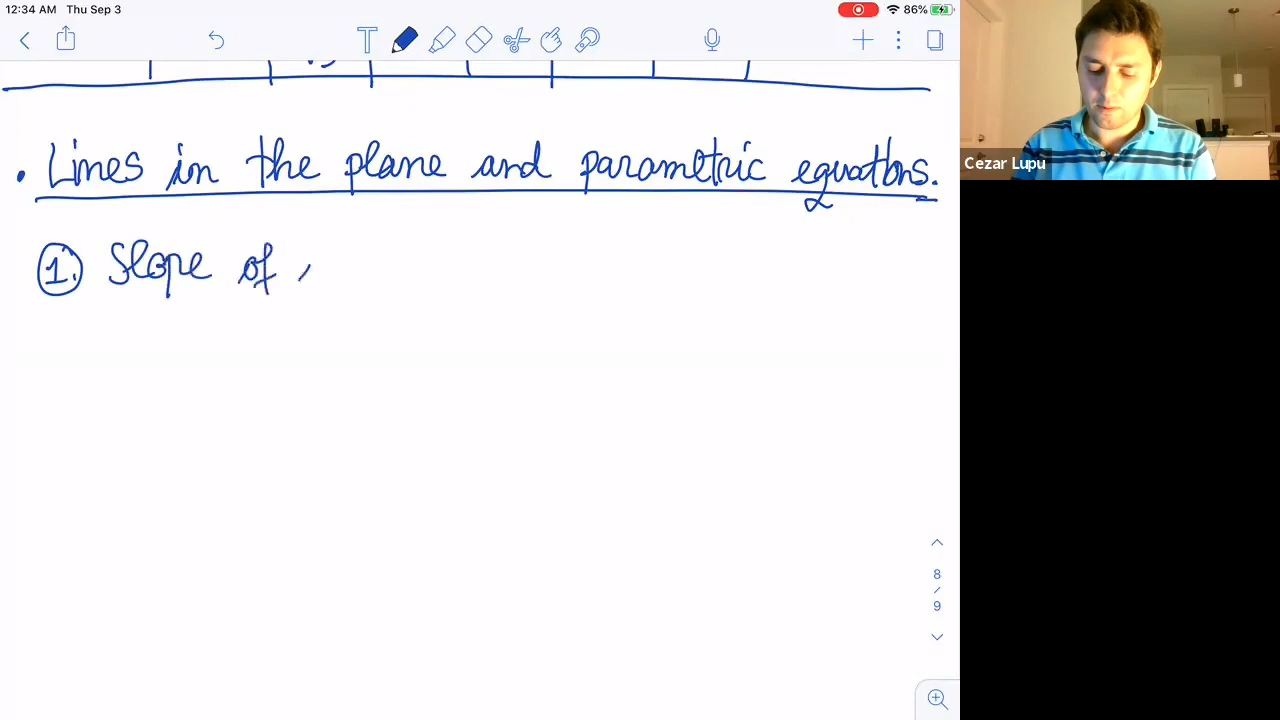 12:34 AM Thu Sep 3
86%
T
Cezar Lupu
. Lines in the plane and parametric equations.
1. Slope of
8
/
9